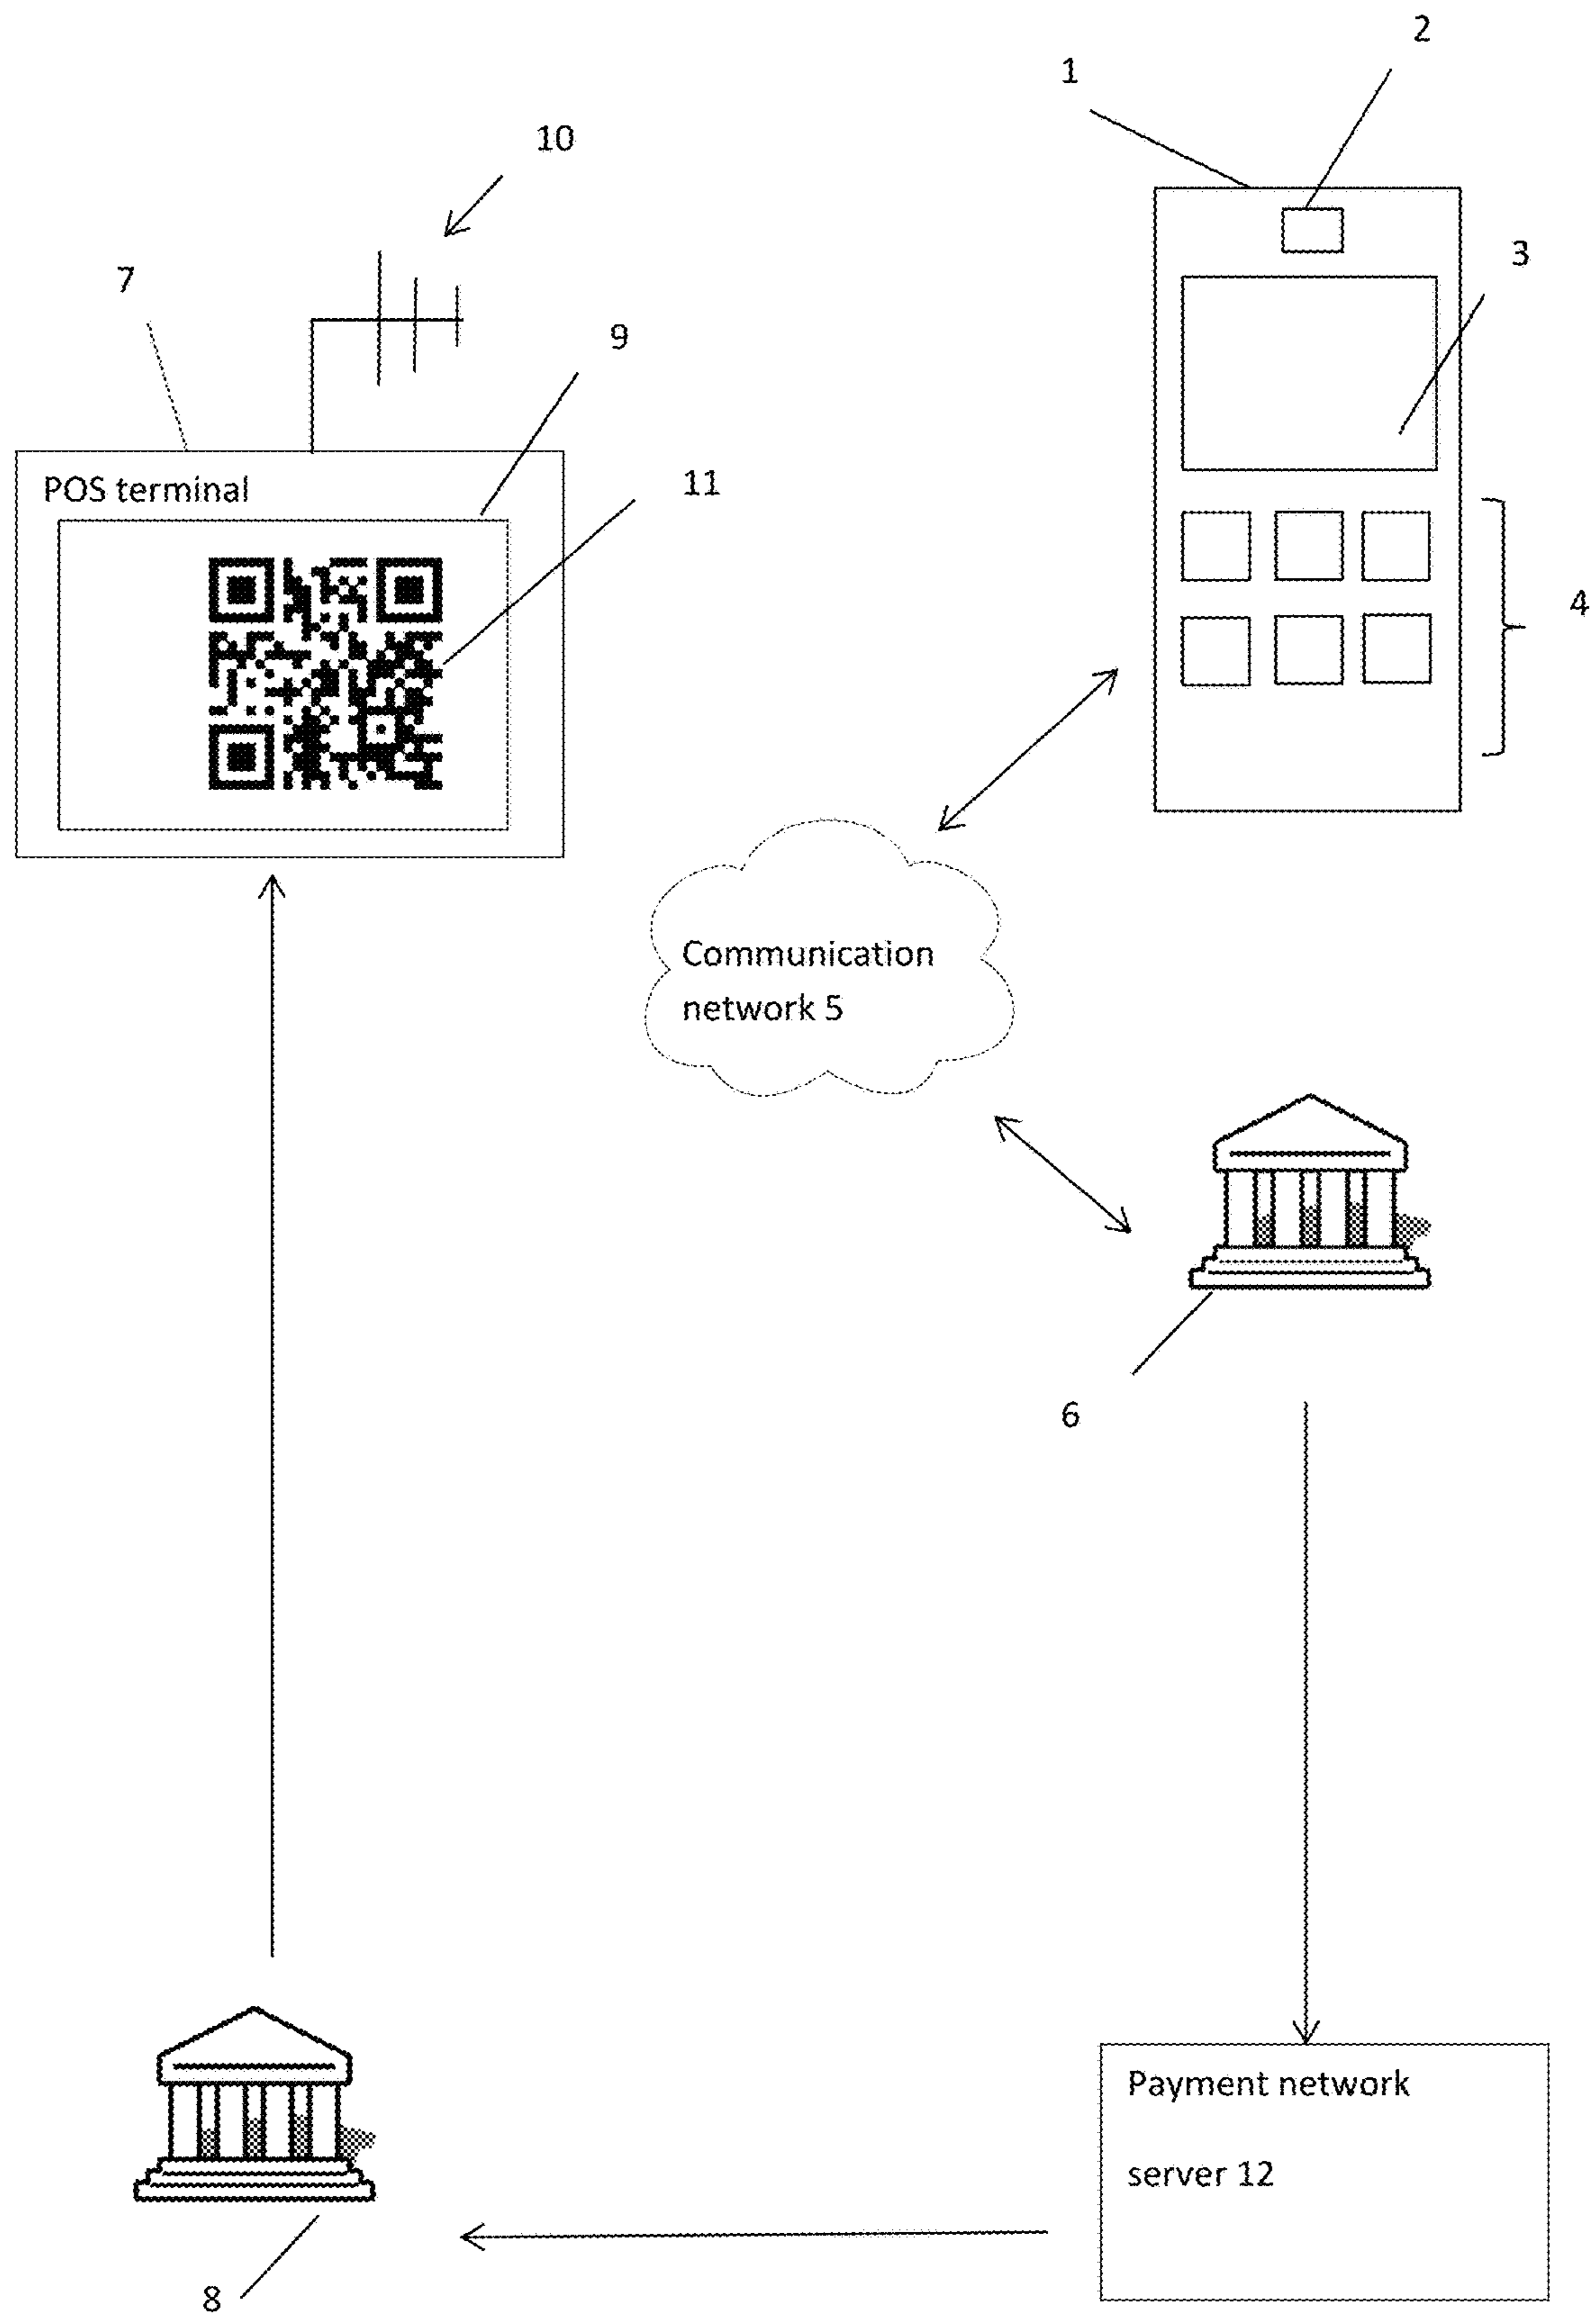 2
1
10
3
7
9
POS terminal
11
4
Communication
network 5
6
Payment network
server 12
8